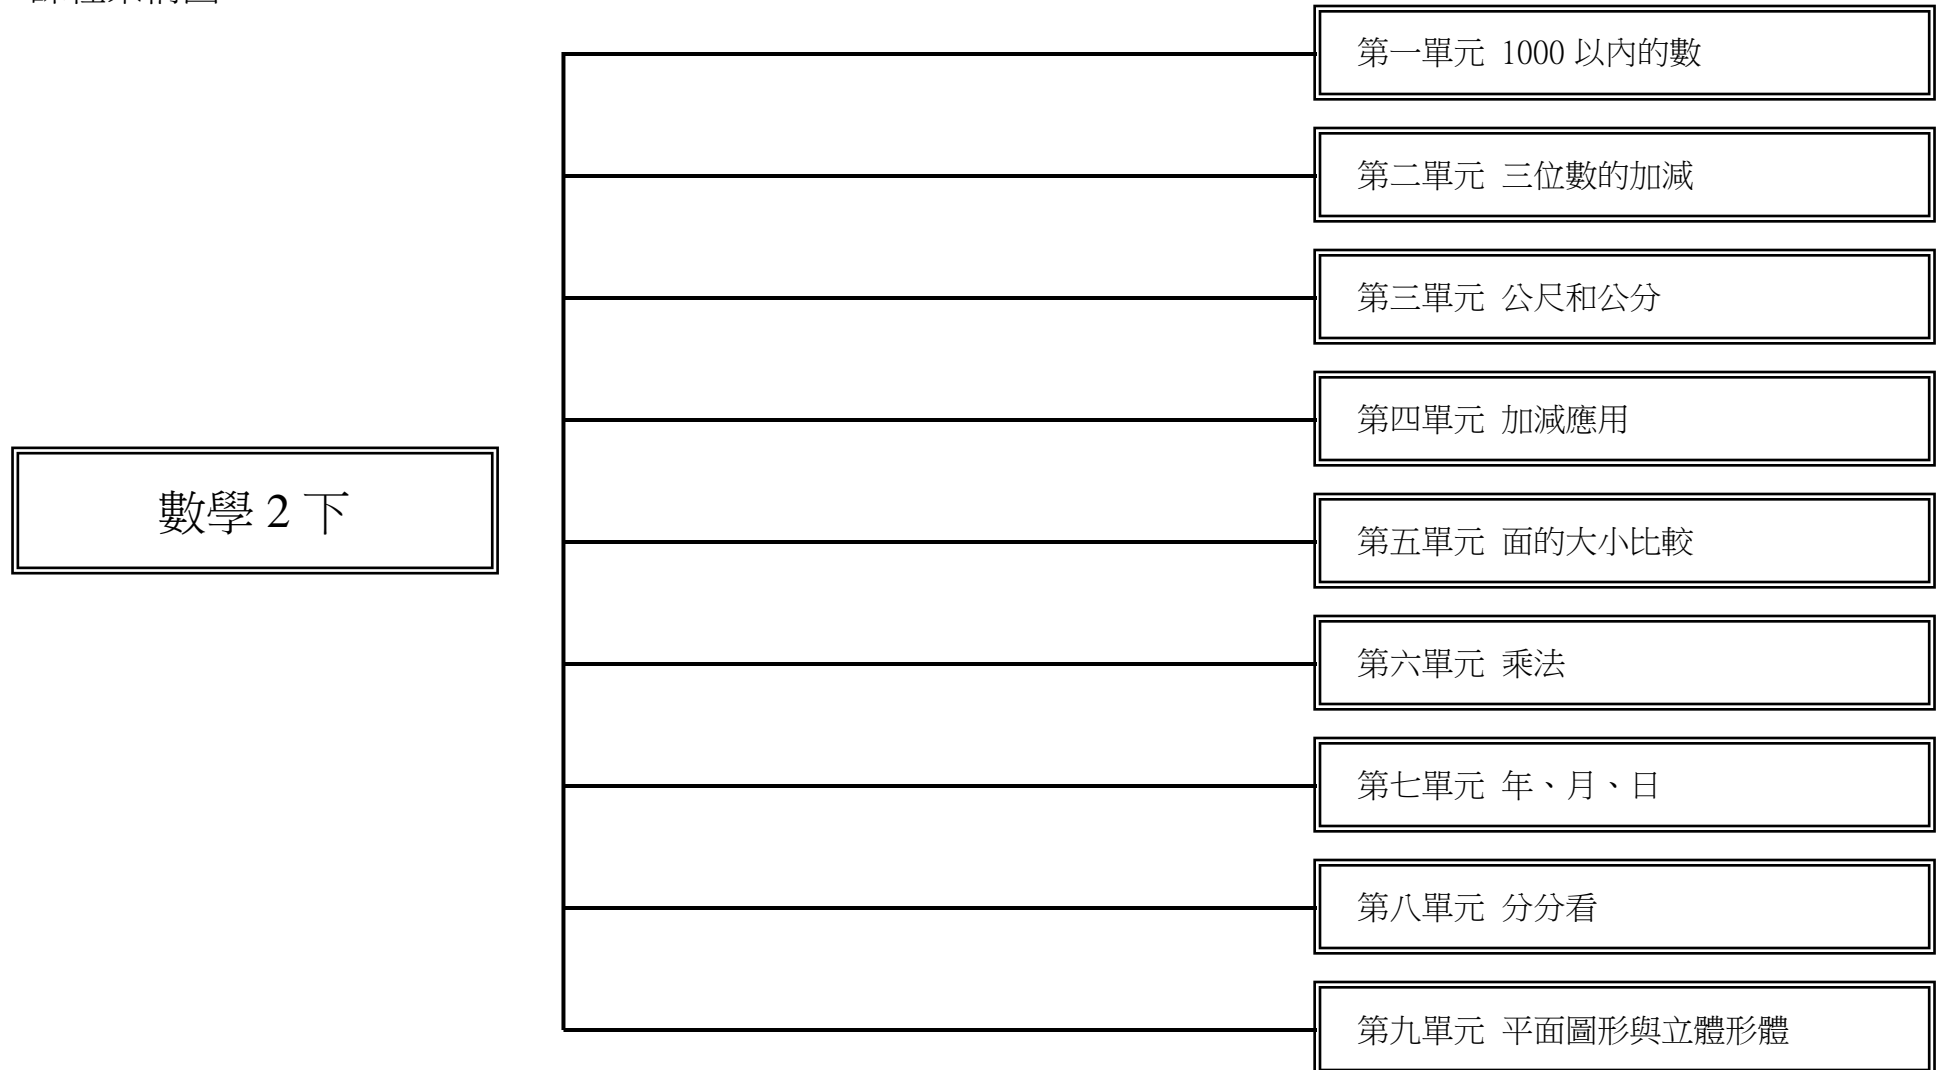 第一單元 1000 以內的數
第二單元 三位數的加減
第三單元 公尺和公分
第四單元 加減應用
數學 2 下
第五單元 面的大小比較
第六單元 乘法
第七單元 年、月、日
第八單元 分分看
第九單元 平面圖形與立體形體